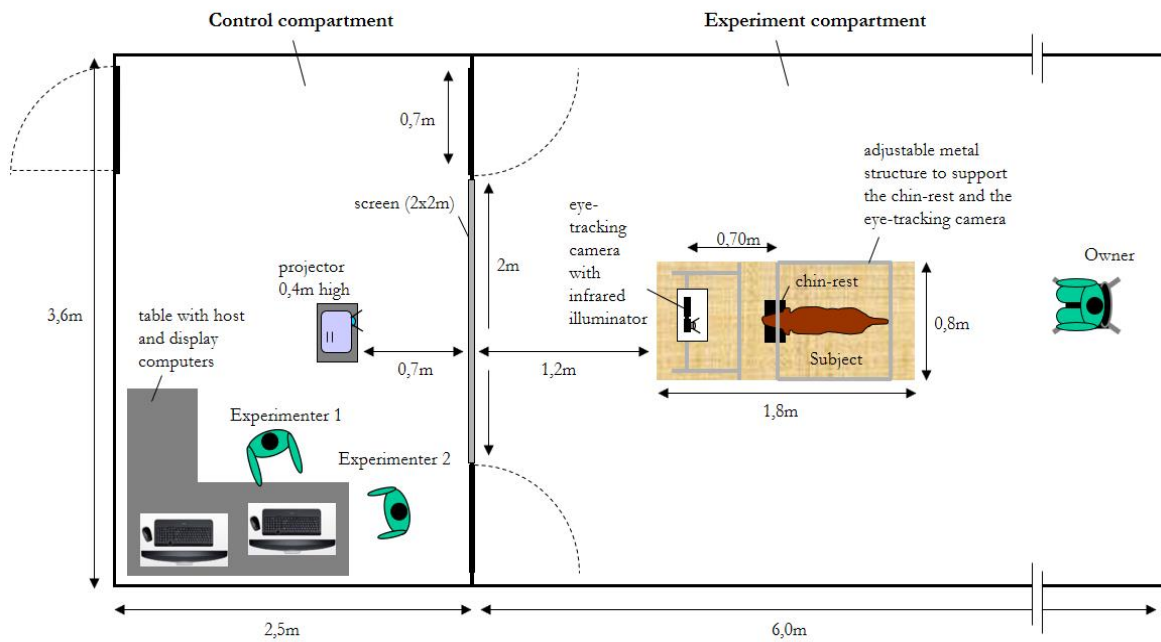 Control compartment
Experiment compartment
0,7m
adjustable metal
structure to support
the chin-rest and the
eye-tracking camera
screen (2x2m)
eye-
tracking
camera
with
infrared
illuminator
2m
0,70m
Owner
projector
0,4m high
chin-rest
3,6m
table with host
and display
computers
0,8m
0,7m
1,2m
Subject
1,8m
Experimenter 1
Experimenter 2
2,5m
6,0m